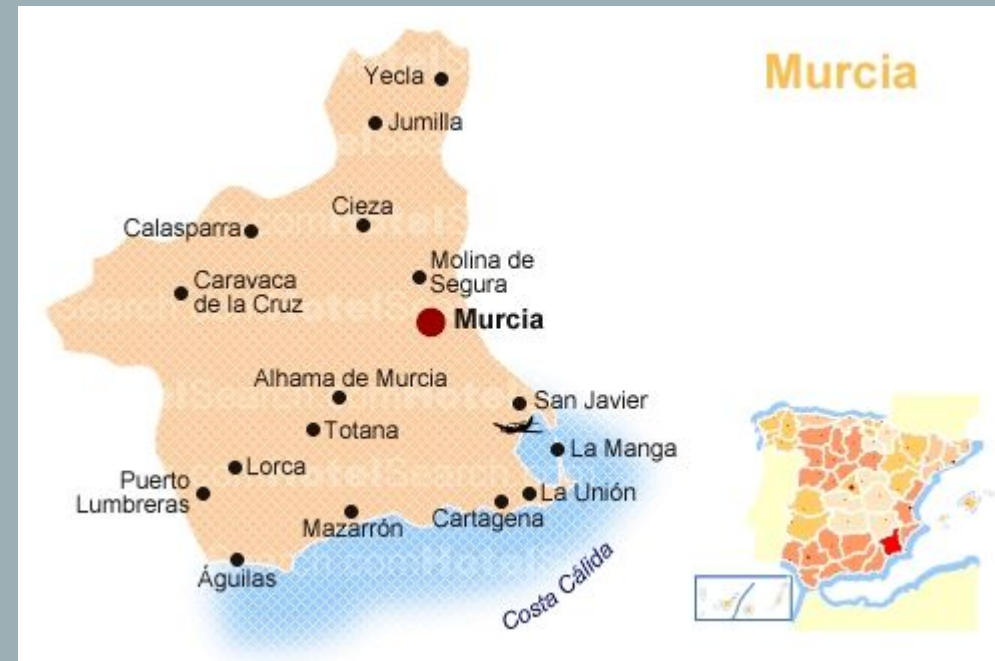 Murcia
Yecla
Jumilla
Cieza
Calasparra
Molina de
Segura
Caravaca
de la Cruz
Murcia
Alhama de Murcia
San Javier
Totana
La Manga
Lorca
Puerto
Lumbreras
La Unión
Cartagena
Mazarrón
Águilas
Costa Cálida